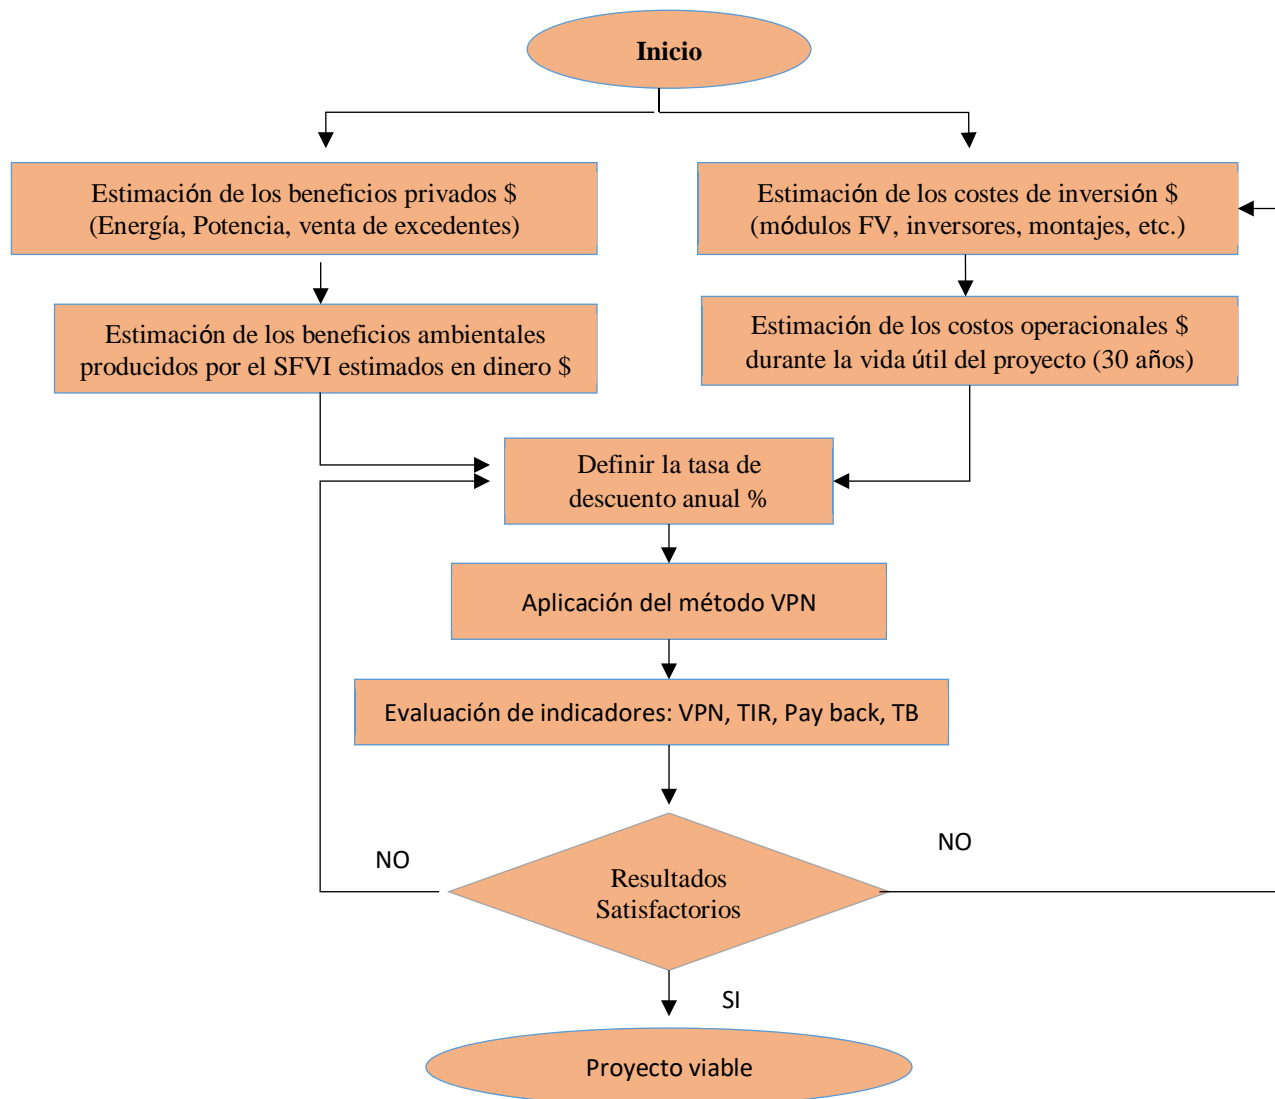 Inicio
Estimación de los beneficios privados $
(Energía, Potencia, venta de excedentes)
Estimación de los costes de inversión $
(módulos FV, inversores, montajes, etc.)
Estimación de los beneficios ambientales
producidos por el SFVI estimados en dinero $
Estimación de los costos operacionales $
durante la vida útil del proyecto (30 años)
Definir la tasa de
descuento anual %
Aplicación del método VPN
Evaluación de indicadores: VPN, TIR, Pay back, TB
NO
NO
Resultados
Satisfactorios
SI
Proyecto viable